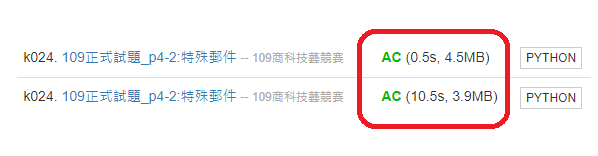 k024. 109正式試題_p4-2:特殊郵件 -- 109商科技藝競賽 AC (0.5s, 4.5MB) PYTHON
k024. 109正式試題_p4-2:特殊郵件 -- 109商科技藝競賽 AC (10.5s, 3.9MB) PYTHON